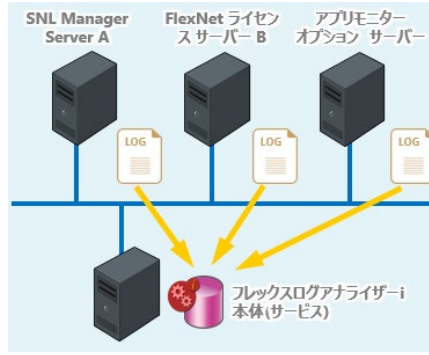 SNL Manager
Server A
FlexNet ライセン
ス サーバー B
アプリモニター
オプション サーバー
LOG
LOG
LOG
フレックスログアナライザーi
本体(サービス)